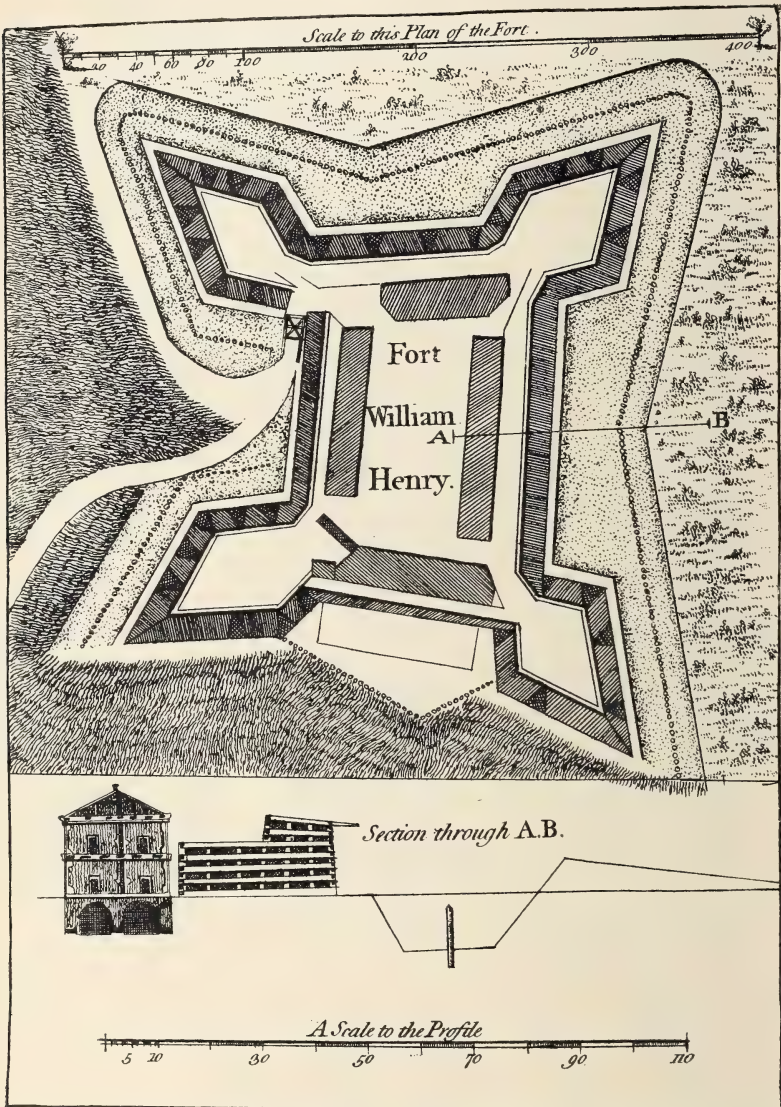 Scale to this Plan of the Fort.
20 40 60 80 100 200 300 400
Fort
William
A B
Henry.
Section through A.B.
A Scale to the Profile
5 10 30 50 70 90 110